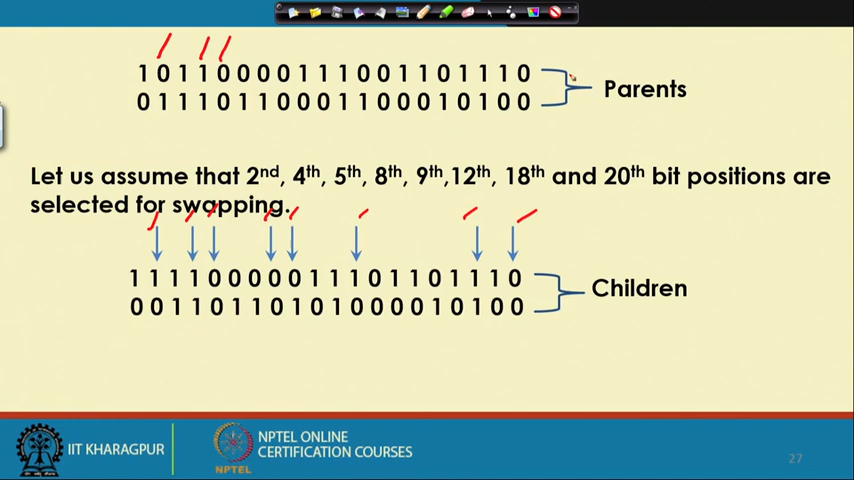 1 0 1 1 0 0 0 0 1 1 1 0 0 1 1 0 1 1 1 0
0 1 1 1 0 1 1 0 0 0 1 1 0 0 0 1 0 1 0 0
Parents
Let us assume that 2nd, 4th, 5th, 8th, 9th,12th, 18th and 20th bit positions are
selected for swapping.
1 1 1 1 0 0 0 0 0 1 1 1 0 1 1 0 1 1 1 0
0 0 1 1 0 1 1 0 1 0 1 0 0 0 0 1 0 1 0 0
Children
IIT KHARAGPUR
NPTEL
NPTEL ONLINE
CERTIFICATION COURSES
27